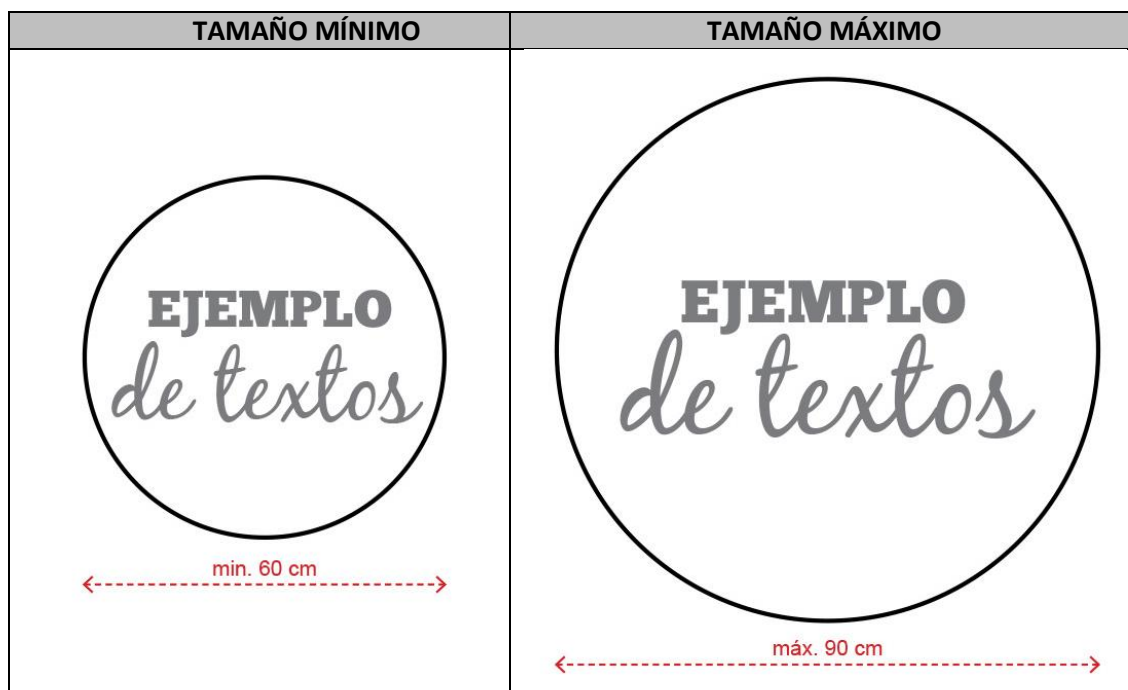 TAMAÑO MÍNIMO
TAMAÑO MÁXIMO
EJEMPLO
de textos
min. 60 cm
EJEMPLO
de textos
máx. 90 cm